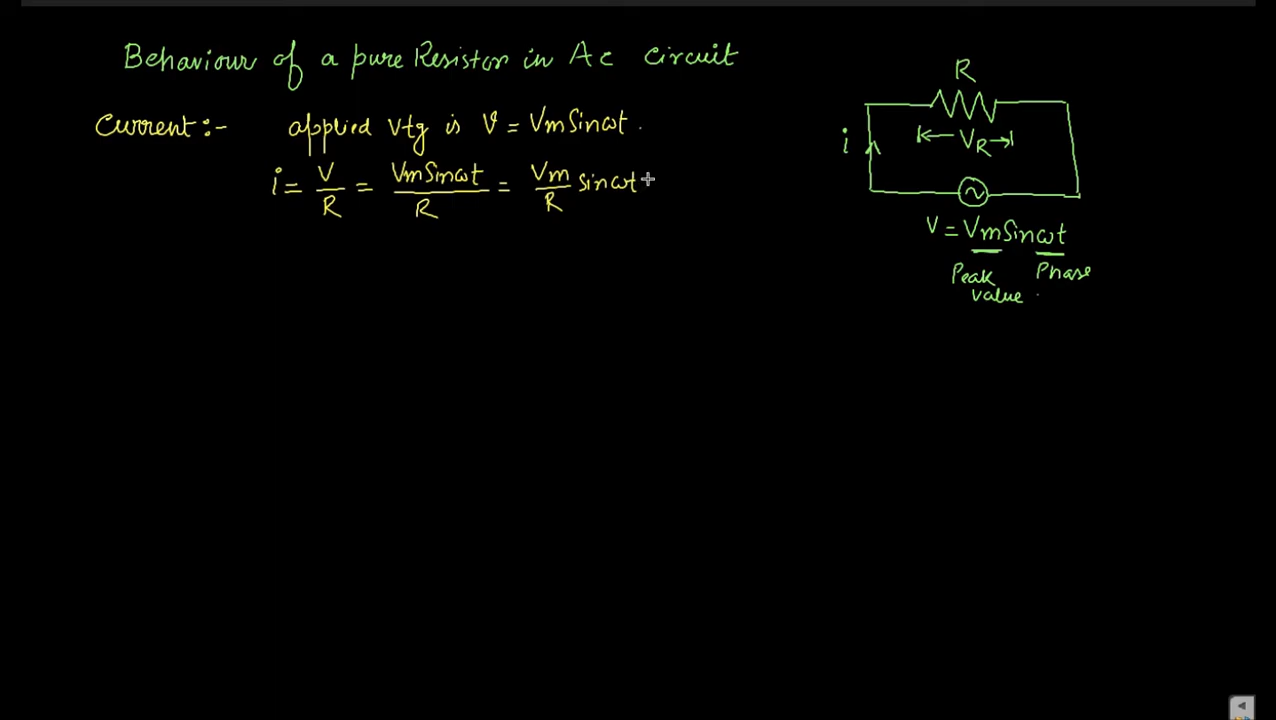 Behaviour of a pure Resistor in Ac circuit
Current:- applied Vtg is V = VmSinωt.
i = V/R = VmSinωt/R = Vm/R sinωt
R
i
VR
V = VmSinωt
Peak value
Phase